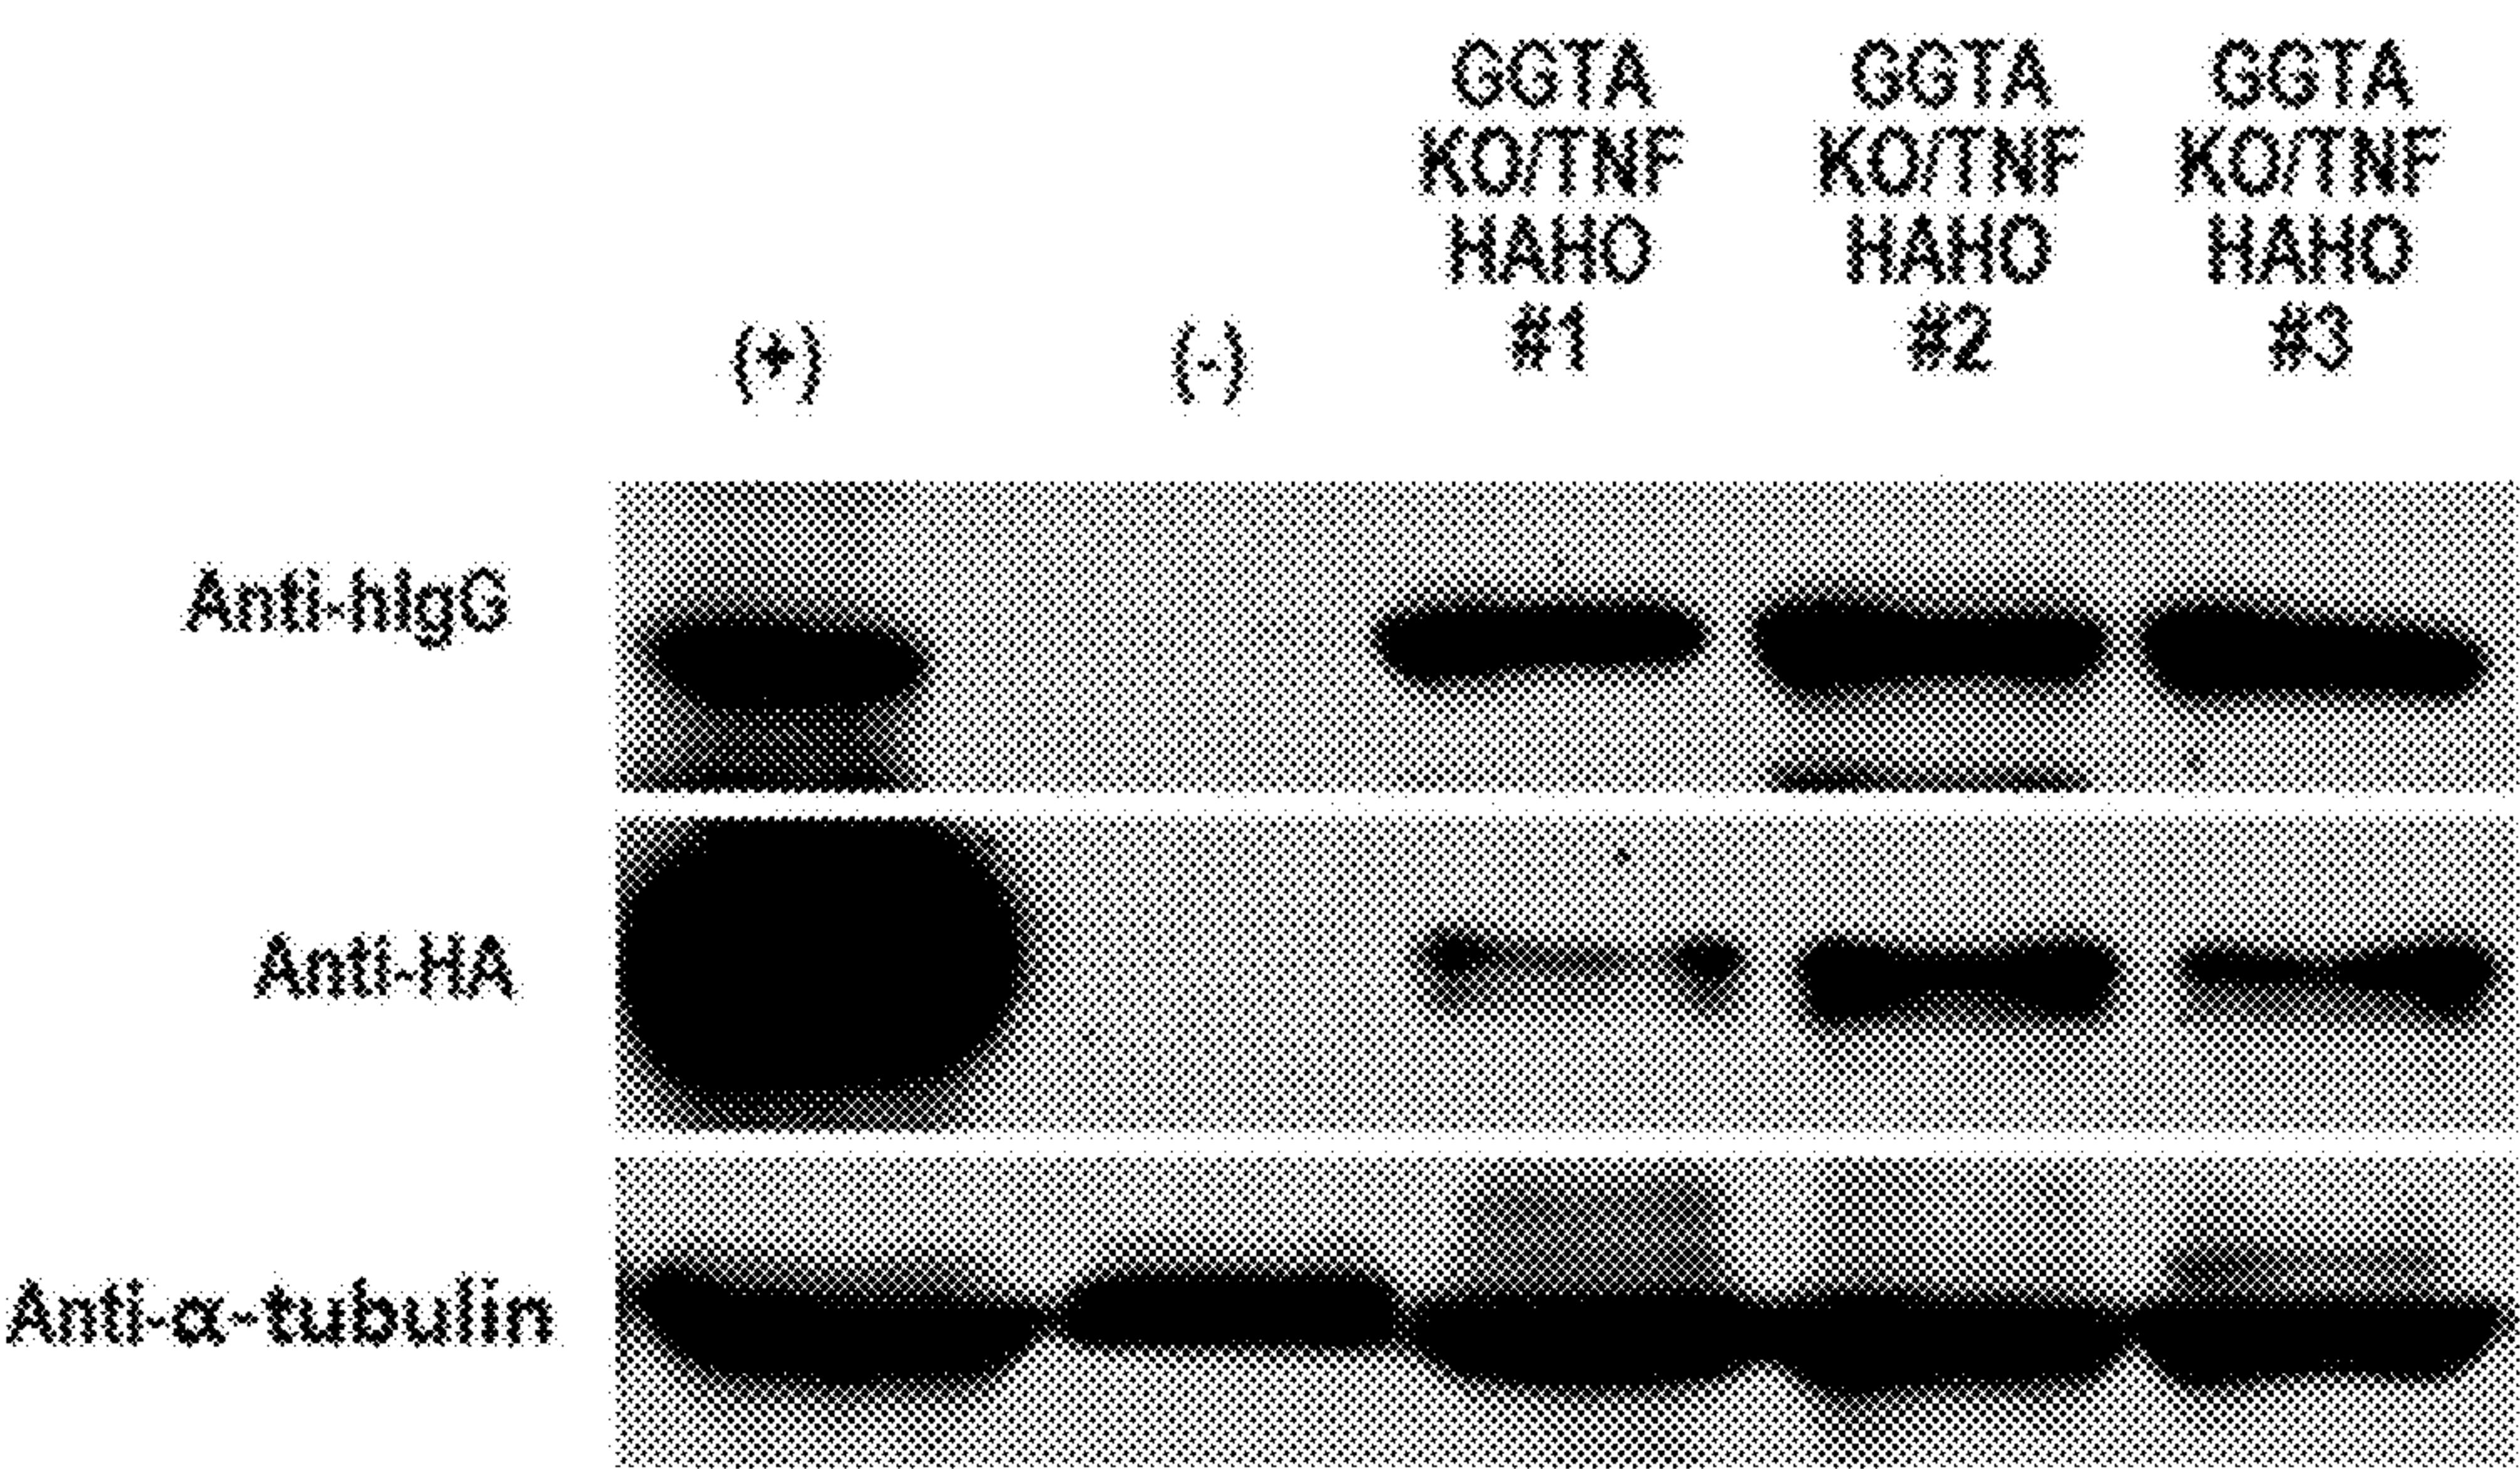 GGTA
KO/TNF
HAHO
#1
GGTA
KO/TNF
HAHO
#2
GGTA
KO/TNF
HAHO
#3
(+)
(-)
Anti-hIgG
Anti-HA
Anti-α-tubulin